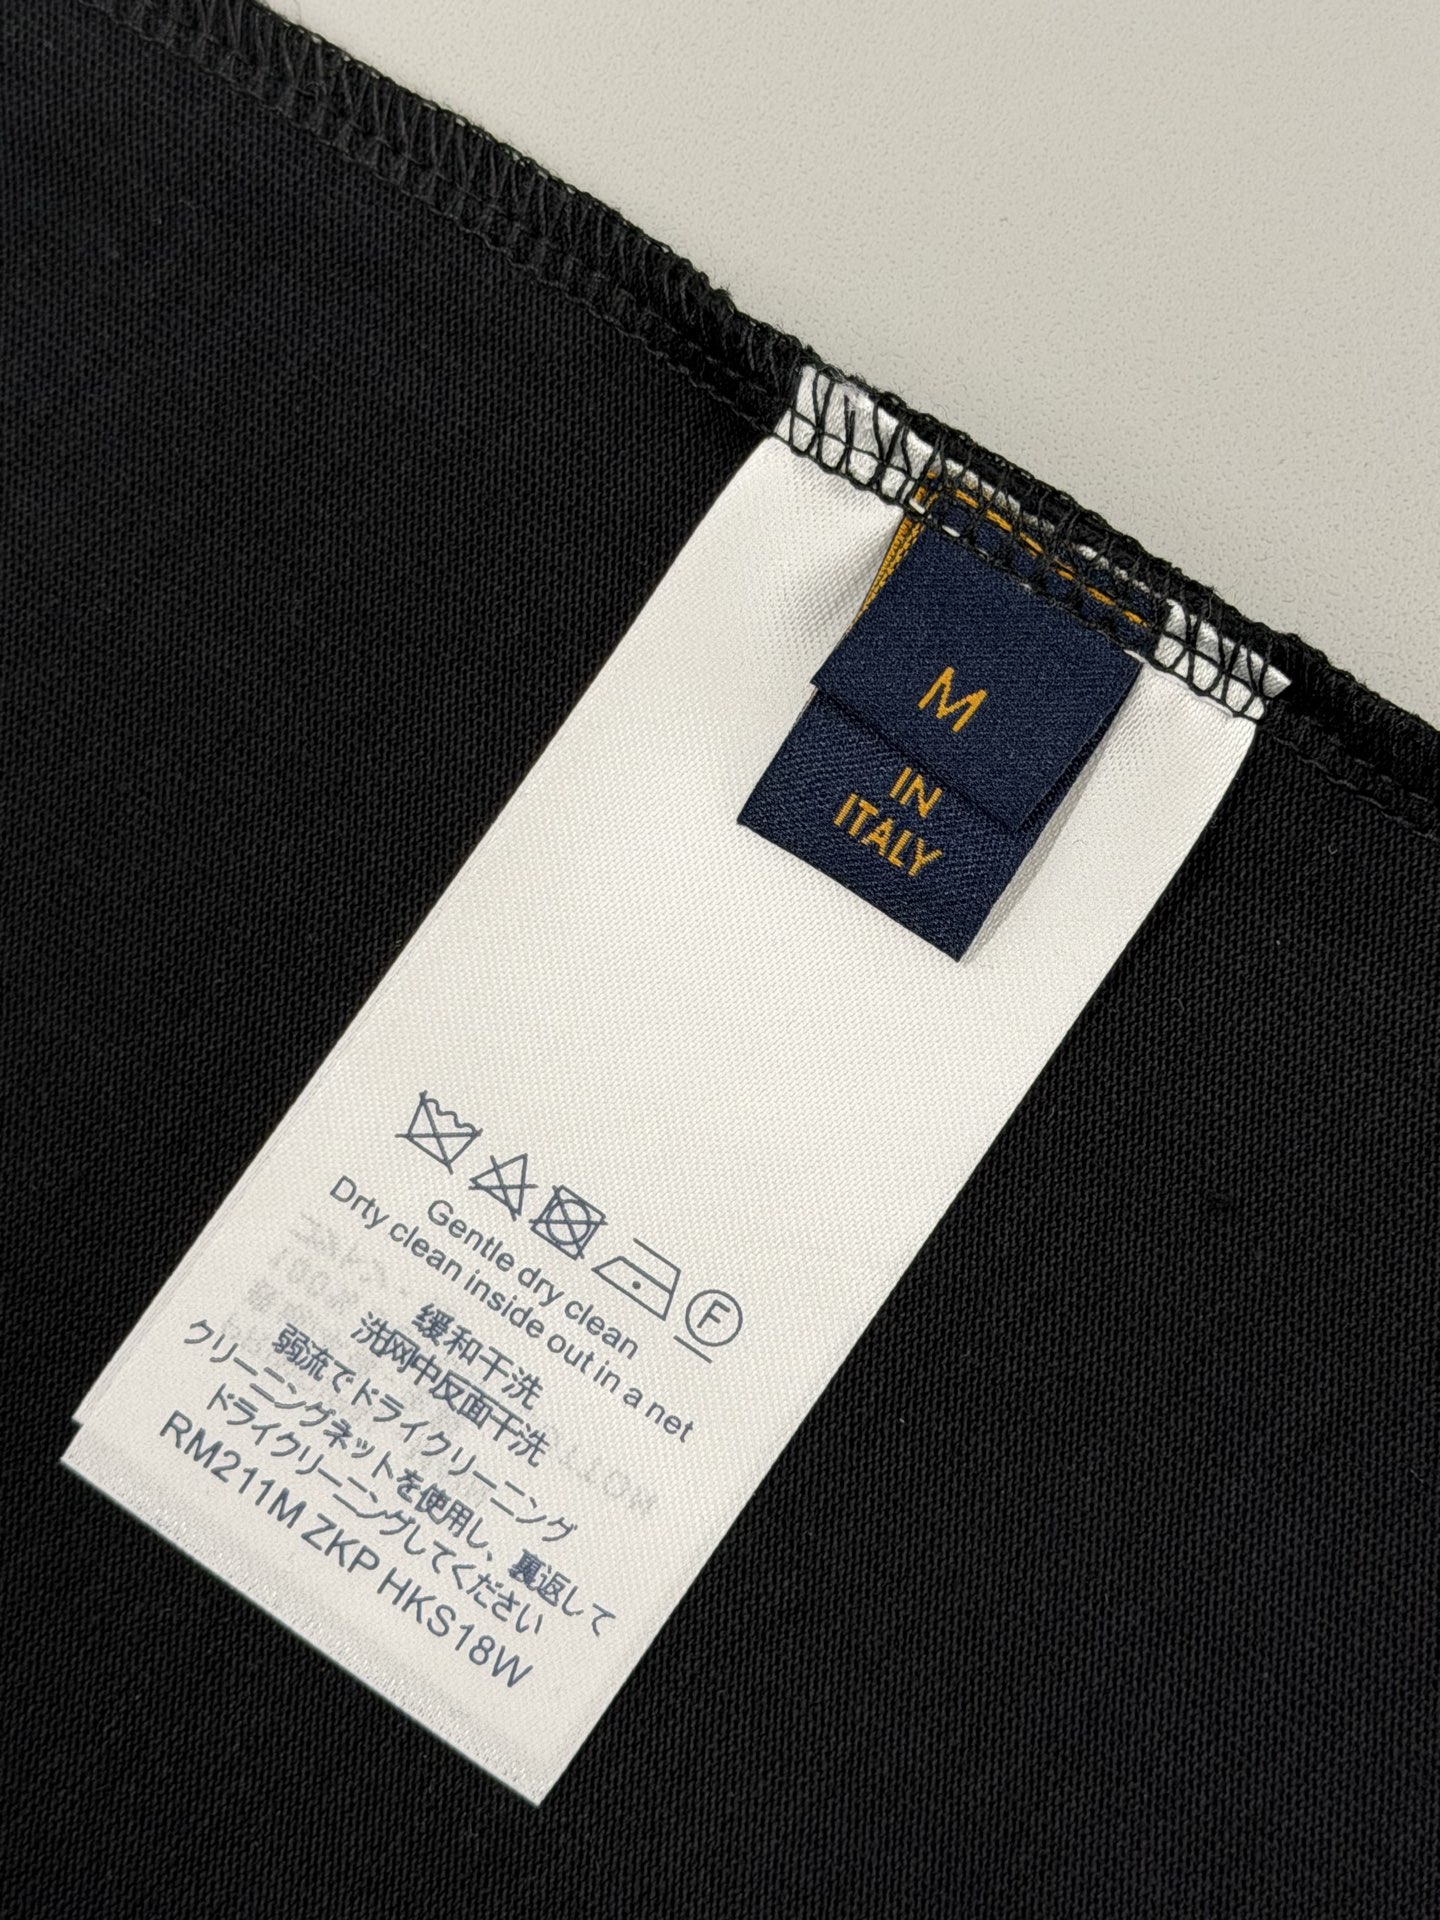 M
IN
ITALY
F
Gentle dry clean
Drty clean inside out in a net
缓和干洗
洗网中反面干洗
弱流でドライクリーニング
クリーニングネットを使用し、裏返して
ドライクリーニングしてください
RM211M ZKP HKS18W